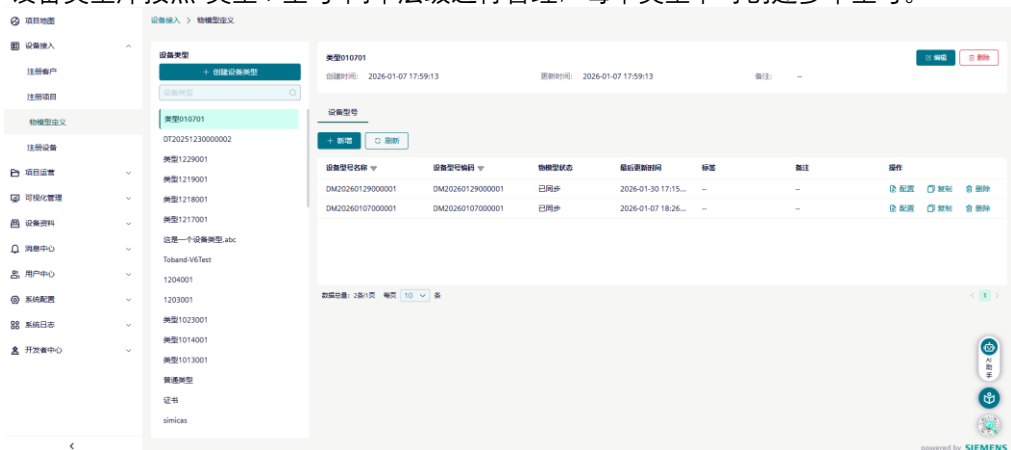 设备类型库按照"类型+型号"两个层级进行管理，每个类型下可创建多个型号。
项目地图
设备接入
注册客户
注册项目
物模型定义
注册设备
项目运营
可视化管理
设备资料
消息中心
用户中心
系统配置
系统日志
开发者中心
<
设备接入 > 物模型定义
设备类型
+ 创建设备类型
设备类型
类型010701
DT20251230000002
类型1229001
类型1219001
类型1218001
类型1217001
这是一个设备类型.abc
Toband-V6Test
1204001
1203001
类型1023001
类型1014001
类型1013001
普通类型
证书
simicas
类型010701 编辑 删除
创建时间: 2026-01-07 17:59:13 更新时间: 2026-01-07 17:59:13 备注: --
设备型号
+ 新增 刷新
设备型号名称 设备型号编码 物模型状态 最后更新时间 标签 备注 操作
DM20260129000001 DM20260129000001 已同步 2026-01-30 17:15... -- -- 配置 复制 删除
DM20260107000001 DM20260107000001 已同步 2026-01-07 18:26... -- -- 配置 复制 删除
数据总量: 2条/1页 每页 10 条 < 1 >
AI
助
手
powered by SIEMENS